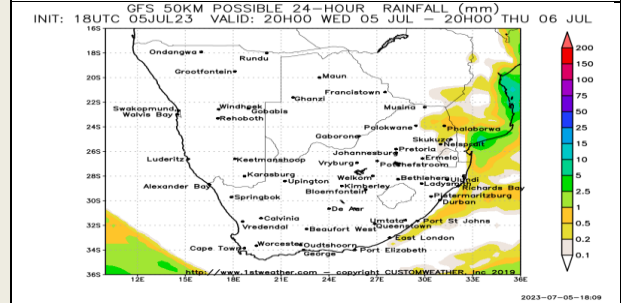 GFS 50KM POSSIBLE 24-HOUR RAINFALL (mm)
INIT: 18UTC 05JUL23 VALID: 20H00 WED 05 JUL - 20H00 THU 06 JUL
16S
18S
20S
22S
24S
26S
28S
30S
32S
34S
36S
Ondangwa
Rundu
Grootfontein
Maun
Francistown
Ghanzi
Musina
Swakopmund
Windhoek
Gobabis
Walvis Bay
Rehoboth
Polokwane
Phalaborwa
Gaborone
Skukuza
Nelspruit
Pretoria
Johannesburg
Ermelo
Luderitz
Keetmanshoop
Vryburg
Potchefstroom
Karasburg
Upington
Welkom
Bethlehem
Ulundi
Alexander Bay
Kimberley
Ladysmith
Richards Bay
Springbok
Bloemfontein
Pietermaritzburg
Durban
De Aar
Calvinia
Vredendal
Umtata
Port St Johns
Queenstown
Beaufort West
East London
Worcester
Oudtshoorn
Cape Town
George
Port Elizabeth
http://www.1stweather.com - copyright CUSTOMWEATHER, Inc 2019
12E 15E 18E 21E 24E 27E 30E 33E 36E
200
150
100
75
50
25
15
10
5
2.5
1
0.5
0.2
0.1
2023-07-05-18:09